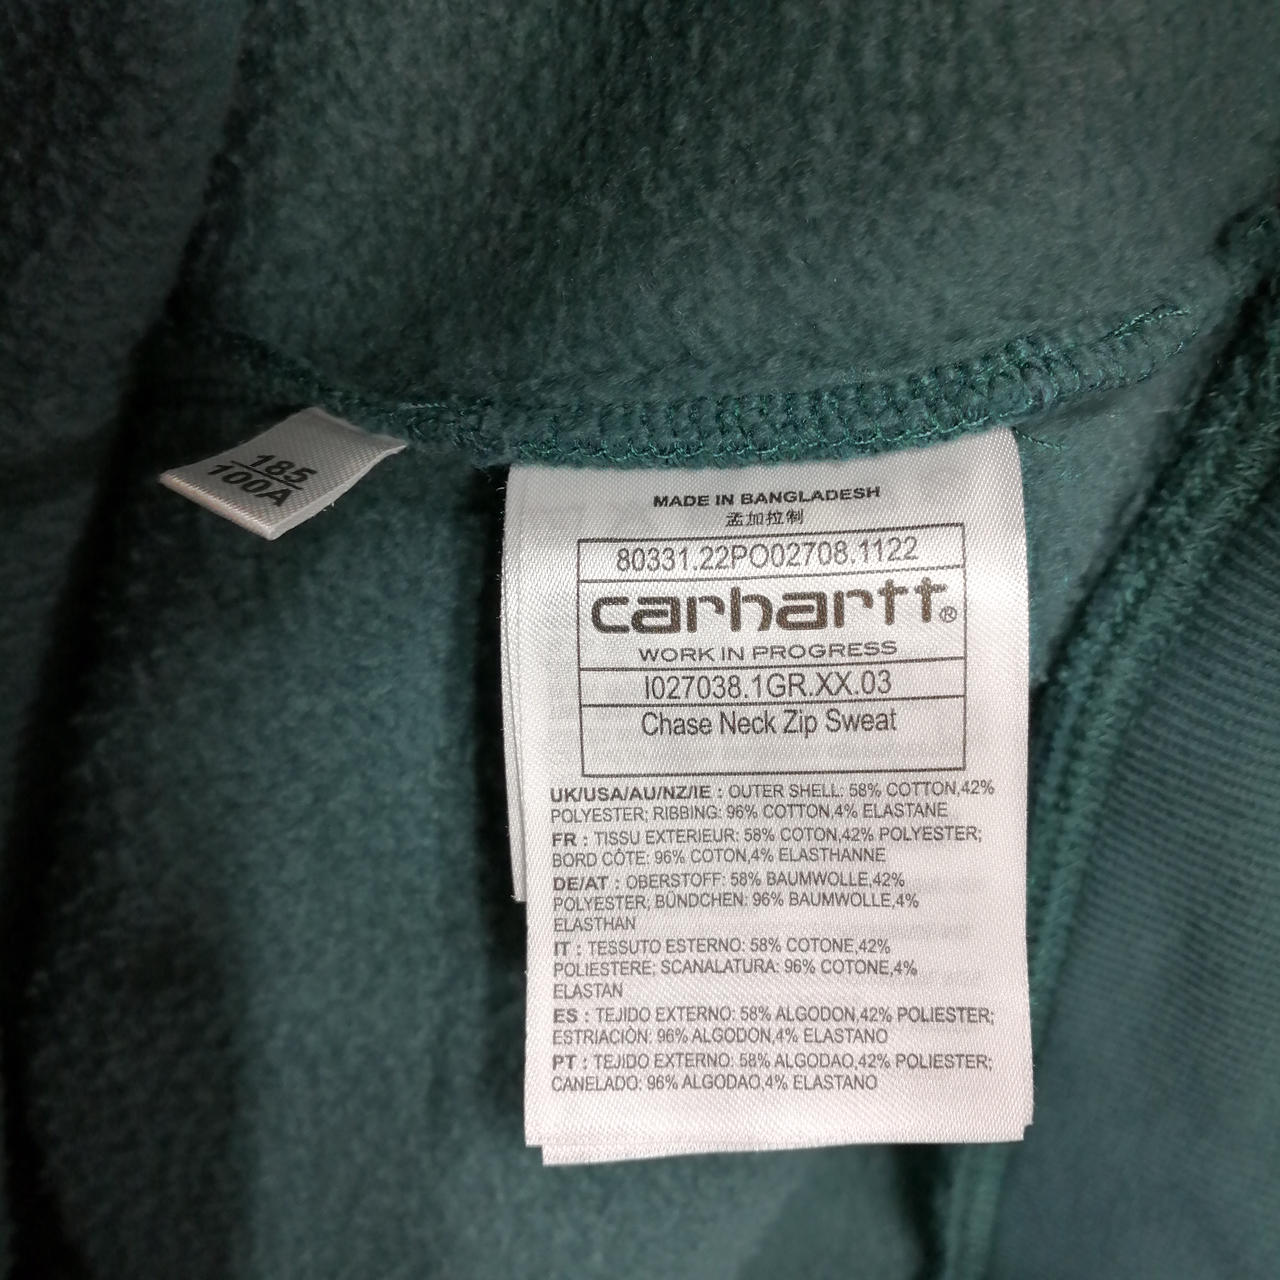 185
100A
MADE IN BANGLADESH
孟加拉制
80331.22PO02708.1122
carhartt®
WORK IN PROGRESS
I027038.1GR.XX.03
Chase Neck Zip Sweat
UK/USA/AU/NZ/IE : OUTER SHELL: 58% COTTON,42%
POLYESTER; RIBBING: 96% COTTON,4% ELASTANE
FR : TISSU EXTERIEUR: 58% COTON,42% POLYESTER;
BORD CÔTE: 96% COTON,4% ELASTHANNE
DE/AT : OBERSTOFF: 58% BAUMWOLLE,42%
POLYESTER; BÜNDCHEN: 96% BAUMWOLLE,4%
ELASTHAN
IT : TESSUTO ESTERNO: 58% COTONE,42%
POLIESTERE; SCANALATURA: 96% COTONE,4%
ELASTAN
ES : TEJIDO EXTERNO: 58% ALGODON,42% POLIESTER;
ESTRIACIÓN: 96% ALGODON,4% ELASTANO
PT : TEJIDO EXTERNO: 58% ALGODAO,42% POLIESTER;
CANELADO: 96% ALGODAO,4% ELASTANO